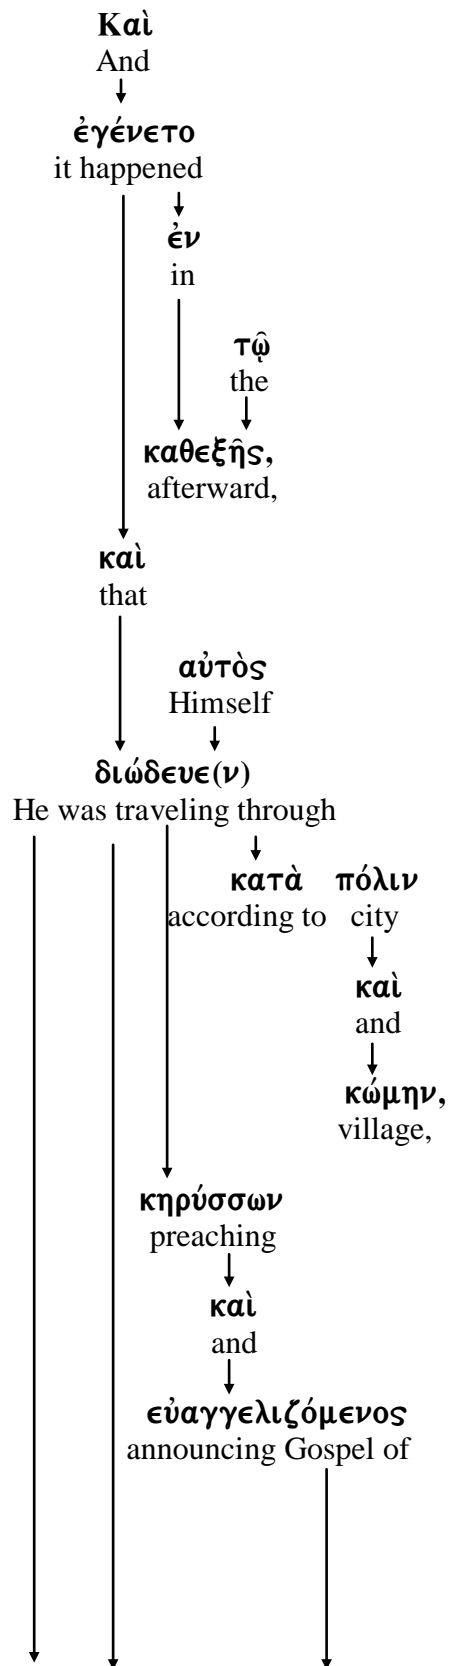 Καὶ
And
ἐγένετο
it happened
ἐν
in
τῷ
the
καθεξῆς,
afterward,
καὶ
that
αὐτὸς
Himself
διώδευε(ν)
He was traveling through
κατὰ πόλιν
according to city
καὶ
and
κώμην,
village,
κηρύσσων
preaching
καὶ
and
εὐαγγελιζόμενος
announcing Gospel of